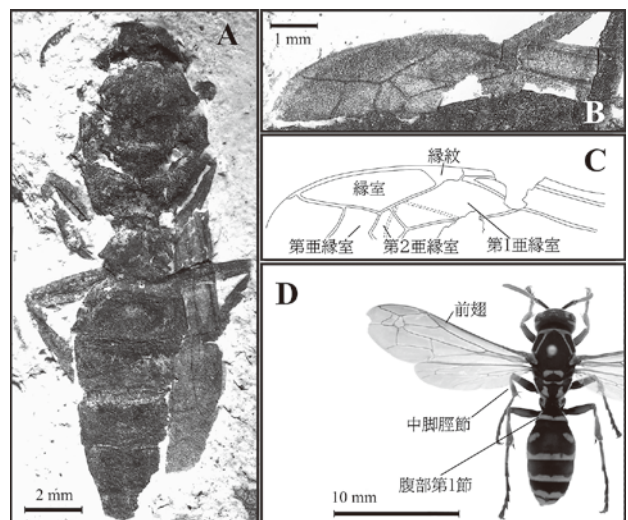 A
2 mm
1 mm
B
C
縁紋
縁室
第亜縁室
第2亜縁室
第1亜縁室
D
前翅
中脚脛節
腹部第1節
10 mm